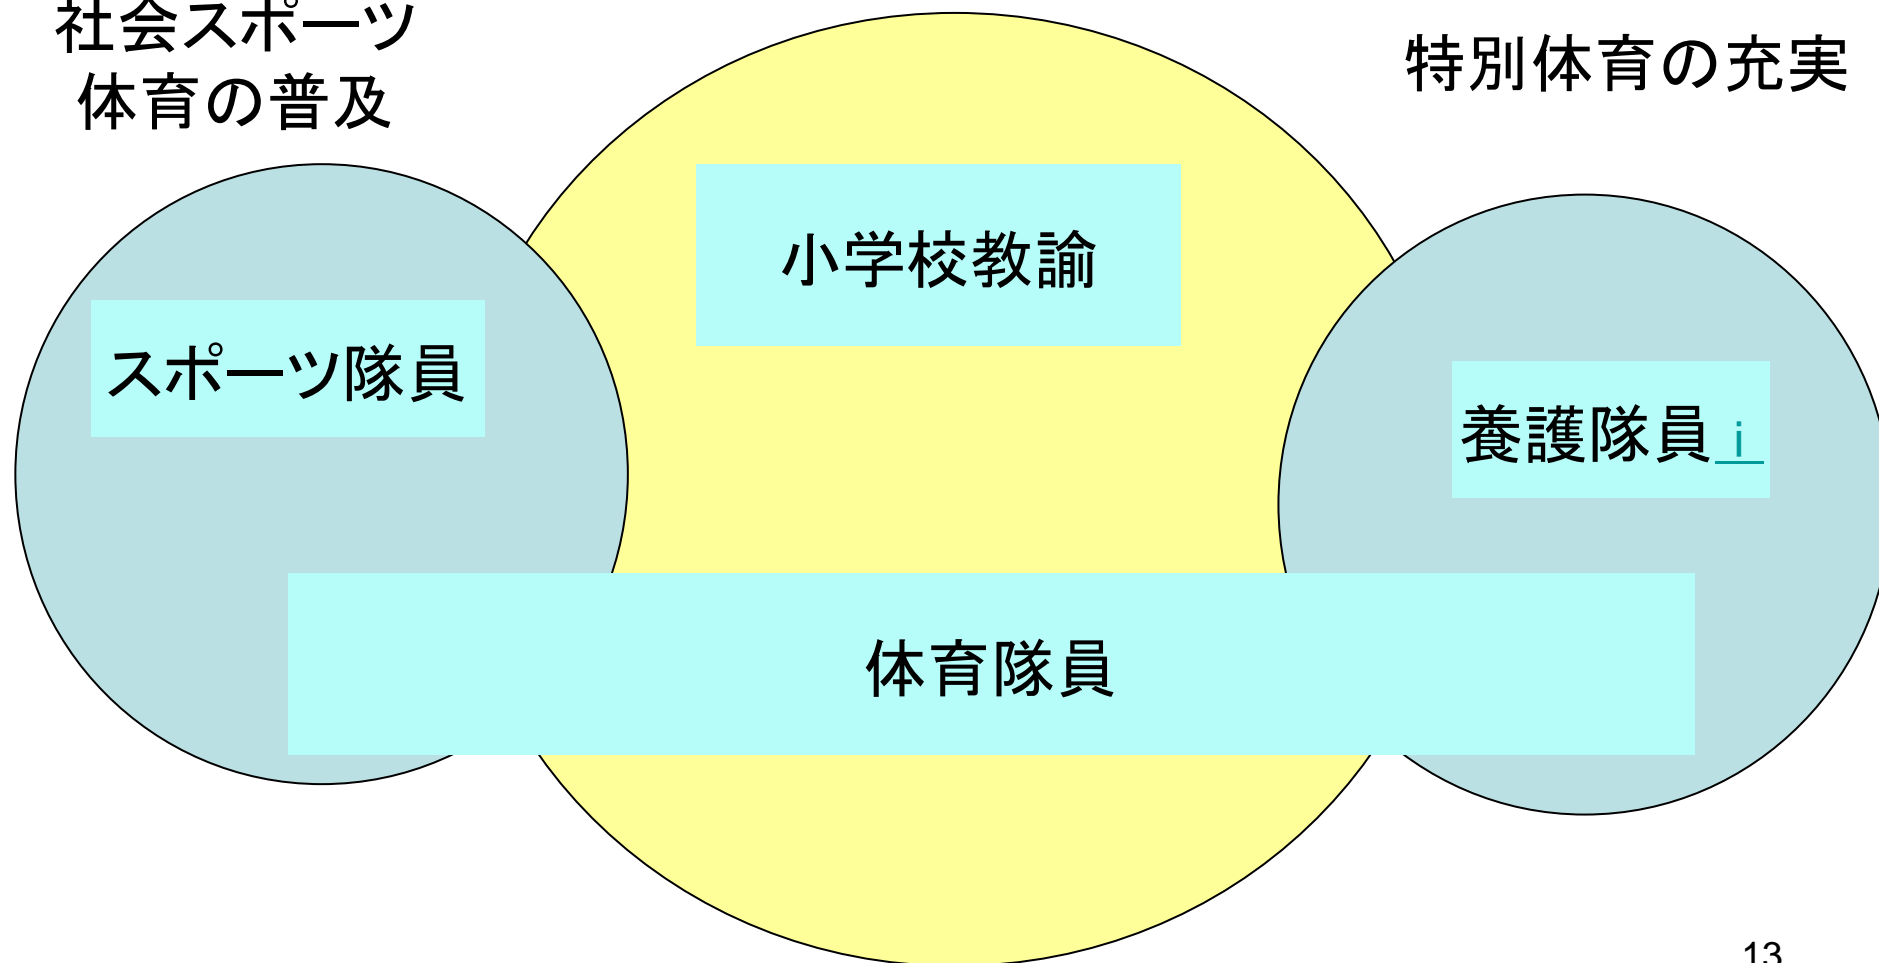 社会スポーツ
体育の普及
特別体育の充実
小学校教諭
スポーツ隊員
養護隊員 i
体育隊員
13